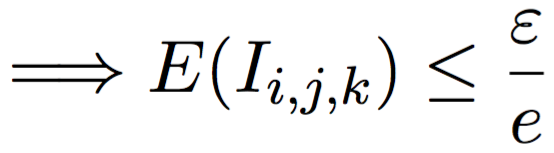 ⟹ E(I_{i,j,k}) ≤ ε/e